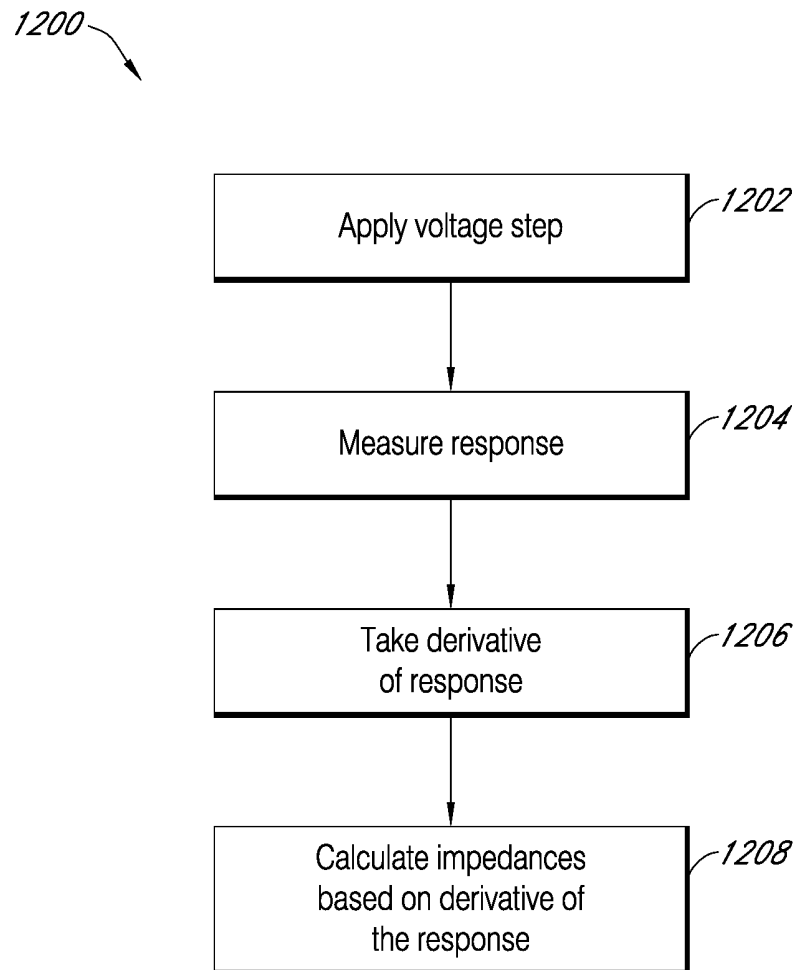 1200
Apply voltage step
1202
Measure response
1204
Take derivative
of response
1206
Calculate impedances
based on derivative of
the response
1208